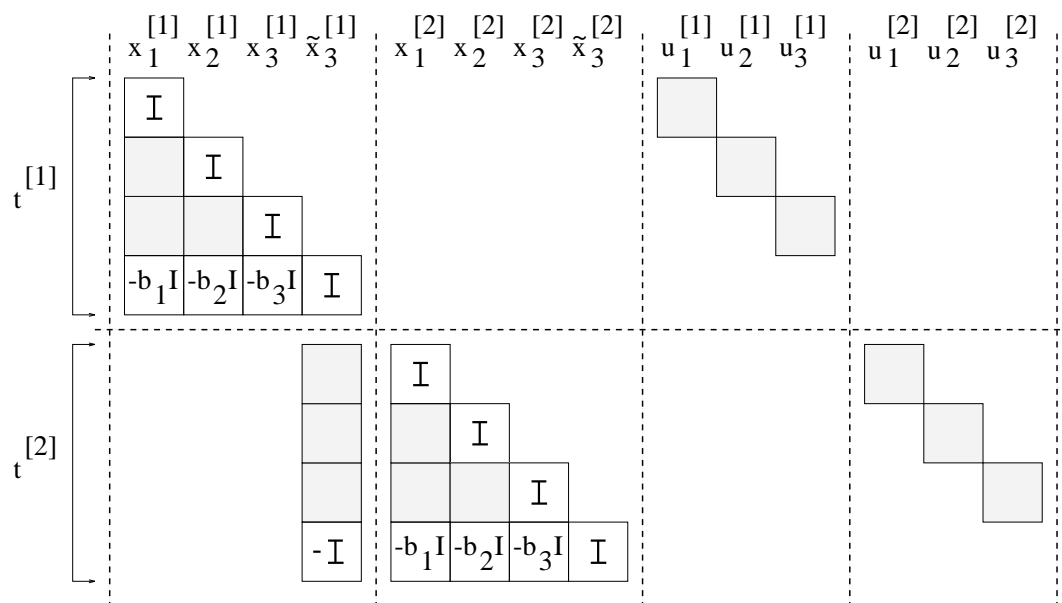 x₁^[1] x₂^[1] x₃^[1] x̃₃^[1] x₁^[2] x₂^[2] x₃^[2] x̃₃^[2] u₁^[1] u₂^[1] u₃^[1] u₁^[2] u₂^[2] u₃^[2]
I
I
t^[1]
I
-b₁I -b₂I -b₃I I
I
I
t^[2]
I
-I -b₁I -b₂I -b₃I I